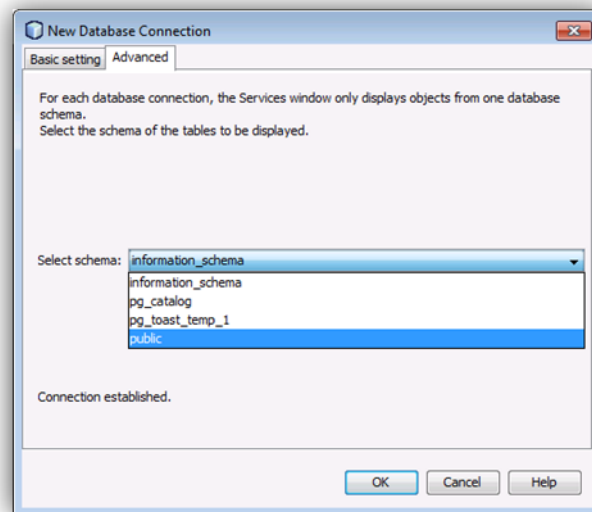 New Database Connection
Basic setting
Advanced
For each database connection, the Services window only displays objects from one database
schema.
Select the schema of the tables to be displayed.
Select schema: information_schema
information_schema
pg_catalog
pg_toast_temp_1
public
Connection established.
OK
Cancel
Help